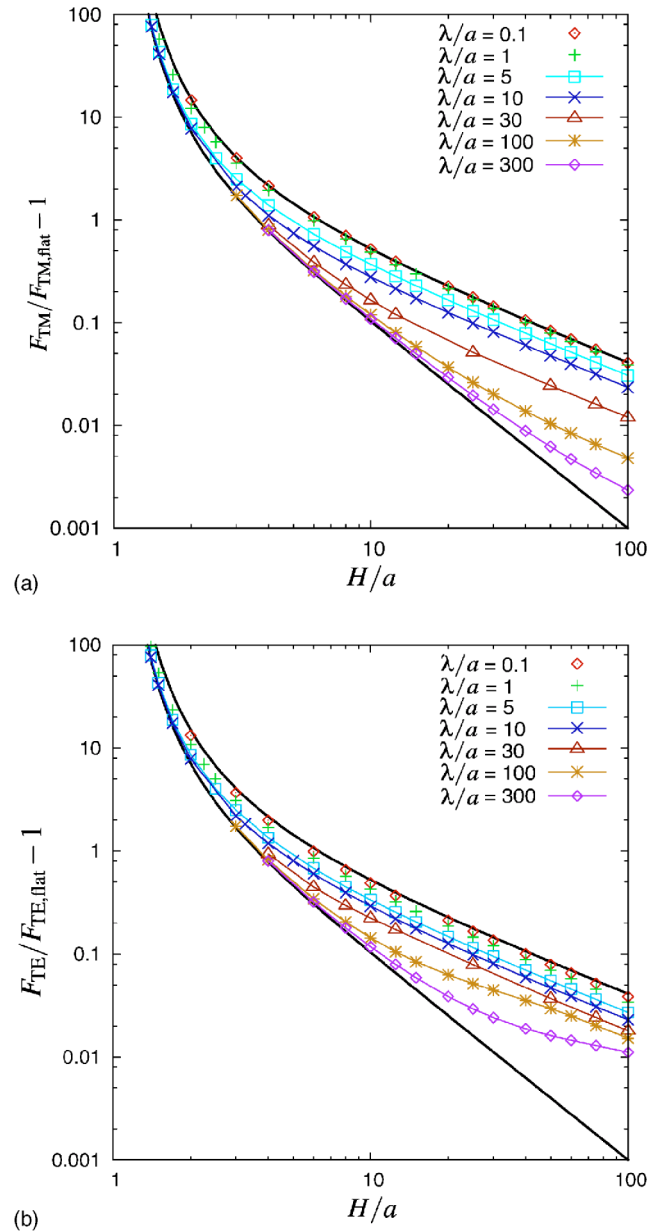 100
10
1
0.1
0.01
0.001
F_TM/F_TM,flat − 1
λ/a = 0.1
λ/a = 1
λ/a = 5
λ/a = 10
λ/a = 30
λ/a = 100
λ/a = 300
1 10 100
(a) H/a
100
10
1
0.1
0.01
0.001
F_TE/F_TE,flat − 1
λ/a = 0.1
λ/a = 1
λ/a = 5
λ/a = 10
λ/a = 30
λ/a = 100
λ/a = 300
1 10 100
(b) H/a